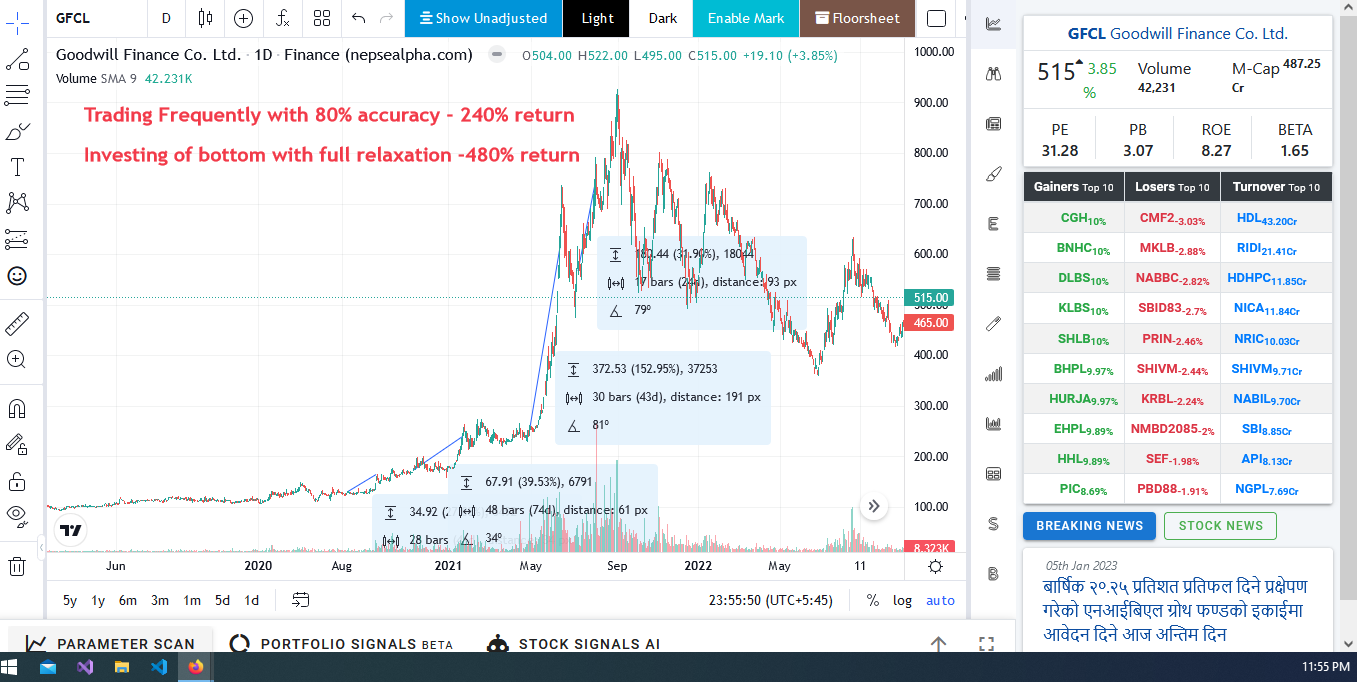 GFCL
D
Show Unadjusted
Light
Dark
Enable Mark
Floorsheet
Goodwill Finance Co. Ltd. · 1D · Finance (nepsealpha.com)
O504.00 H522.00 L495.00 C515.00 +19.10 (+3.85%)
Volume SMA 9 42.231K
Trading Frequently with 80% accuracy - 240% return
Investing of bottom with full relaxation -480% return
182.44 (31.90%), 18044
17 bars (24d), distance: 93 px
79º
372.53 (152.95%), 37253
30 bars (43d), distance: 191 px
81º
67.91 (39.53%), 6791
48 bars (74d), distance: 61 px
34º
34.92 (2
28 bars
1000.00
900.00
800.00
700.00
600.00
515.00
500.00
465.00
400.00
300.00
200.00
100.00
8.323K
Jun
2020
Aug
2021
May
Sep
2022
May
11
5y 1y 6m 3m 1m 5d 1d
23:55:50 (UTC+5:45)
% log auto
PARAMETER SCAN
PORTFOLIO SIGNALS BETA
STOCK SIGNALS AI
E
S
B
GFCL Goodwill Finance Co. Ltd.
515 3.85
%
Volume
42,231
M-Cap 487.25
Cr
PE PB ROE BETA
31.28 3.07 8.27 1.65
Gainers Top 10 Losers Top 10 Turnover Top 10
CGH10% CMF2-3.03% HDL43.20Cr
BNHC10% MKLB-2.88% RIDI21.41Cr
DLBS10% NABBC-2.82% HDHPC11.85Cr
KLBS10% SBID83-2.7% NICA11.84Cr
SHLB10% PRIN-2.46% NRIC10.03Cr
BHPL9.97% SHIVM-2.44% SHIVM9.71Cr
HURJA9.97% KRBL-2.24% NABIL9.70Cr
EHPL9.89% NMBD2085-2% SBI8.85Cr
HHL9.89% SEF-1.98% API8.13Cr
PIC8.69% PBD88-1.91% NGPL7.69Cr
BREAKING NEWS STOCK NEWS
05th Jan 2023
बार्षिक २०.२५ प्रतिशत प्रतिफल दिने प्रक्षेपण
गरेको एनआईबिएल ग्रोथ फण्डको इकाईमा
आवेदन दिने आज अन्तिम दिन
11:55 PM